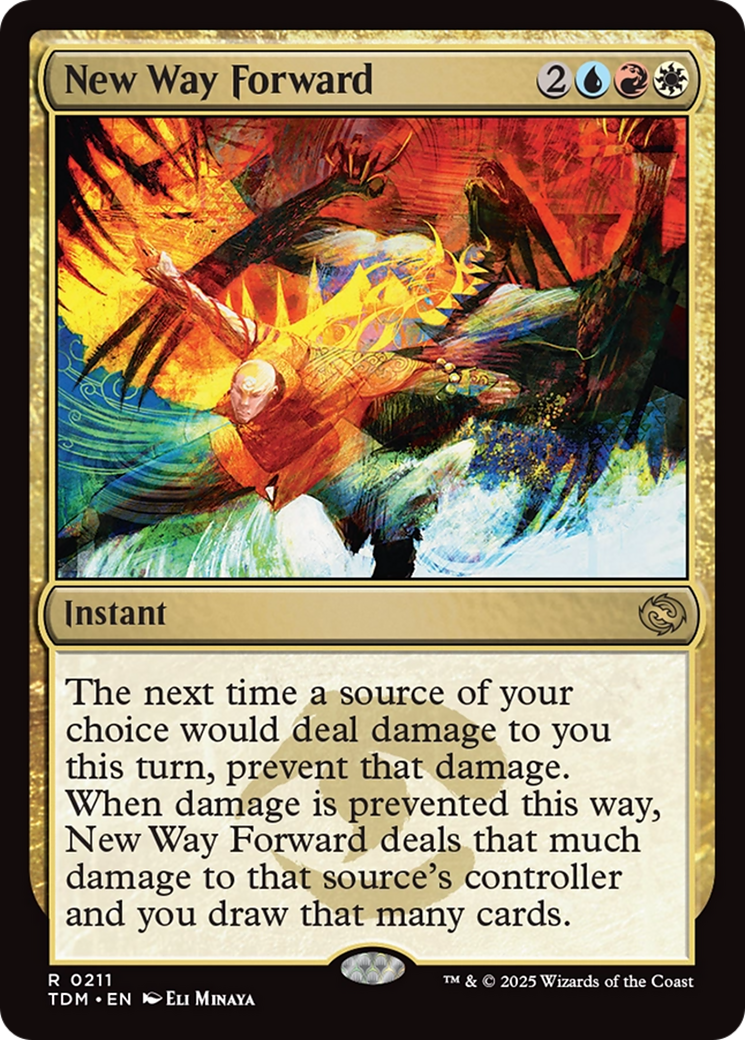 New Way Forward 2
Instant
The next time a source of your
choice would deal damage to you
this turn, prevent that damage.
When damage is prevented this way,
New Way Forward deals that much
damage to that source's controller
and you draw that many cards.
R 0211
TDM • EN Eli Minaya
™ & © 2025 Wizards of the Coast